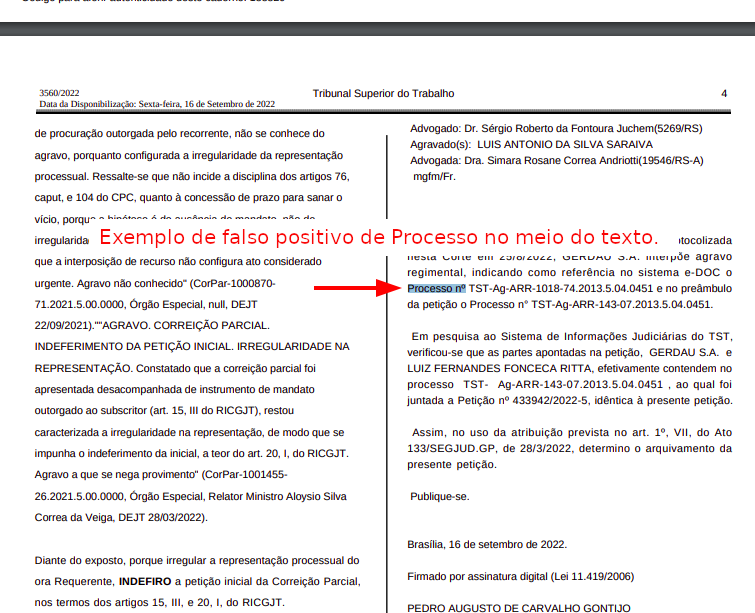 3560/2022
Tribunal Superior do Trabalho
4
Data da Disponibilização: Sexta-feira, 16 de Setembro de 2022
de procuração outorgada pelo recorrente, não se conhece do
agravo, porquanto configurada a irregularidade da representação
processual. Ressalte-se que não incide a disciplina dos artigos 76,
caput, e 104 do CPC, quanto à concessão de prazo para sanar o
vício, porque a hipótese é de ausência de mandato, não de
irregularida
que a interposição de recurso não configura ato considerado
urgente. Agravo não conhecido" (CorPar-1000870-
71.2021.5.00.0000, Órgão Especial, null, DEJT
22/09/2021).""AGRAVO. CORREIÇÃO PARCIAL.
INDEFERIMENTO DA PETIÇÃO INICIAL. IRREGULARIDADE NA
REPRESENTAÇÃO. Constatado que a correição parcial foi
apresentada desacompanhada de instrumento de mandato
outorgado ao subscritor (art. 15, III do RICGJT), restou
caracterizada a irregularidade na representação, de modo que se
impunha o indeferimento da inicial, a teor do art. 20, I, do RICGJT.
Agravo a que se nega provimento" (CorPar-1001455-
26.2021.5.00.0000, Órgão Especial, Relator Ministro Aloysio Silva
Correa da Veiga, DEJT 28/03/2022).
Diante do exposto, porque irregular a representação processual do
ora Requerente, INDEFIRO a petição inicial da Correição Parcial,
nos termos dos artigos 15, III, e 20, I, do RICGJT.
Exemplo de falso positivo de Processo no meio do texto.
Advogado: Dr. Sérgio Roberto da Fontoura Juchem(5269/RS)
Agravado(s): LUIS ANTONIO DA SILVA SARAIVA
Advogada: Dra. Simara Rosane Correa Andriotti(19546/RS-A)
mgfm/Fr.
tocolizada
nesta Corte em 25/8/2022, GERDAU S.A. interpõe agravo
regimental, indicando como referência no sistema e-DOC o
Processo nº TST-Ag-ARR-1018-74.2013.5.04.0451 e no preâmbulo
da petição o Processo n° TST-Ag-ARR-143-07.2013.5.04.0451.
Em pesquisa ao Sistema de Informações Judiciárias do TST,
verificou-se que as partes apontadas na petição, GERDAU S.A. e
LUIZ FERNANDES FONCECA RITTA, efetivamente contendem no
processo TST- Ag-ARR-143-07.2013.5.04.0451 , ao qual foi
juntada a Petição nº 433942/2022-5, idêntica à presente petição.
Assim, no uso da atribuição prevista no art. 1º, VII, do Ato
133/SEGJUD.GP, de 28/3/2022, determino o arquivamento da
presente petição.
Publique-se.
Brasília, 16 de setembro de 2022.
Firmado por assinatura digital (Lei 11.419/2006)
PEDRO AUGUSTO DE CARVALHO GONTIJO